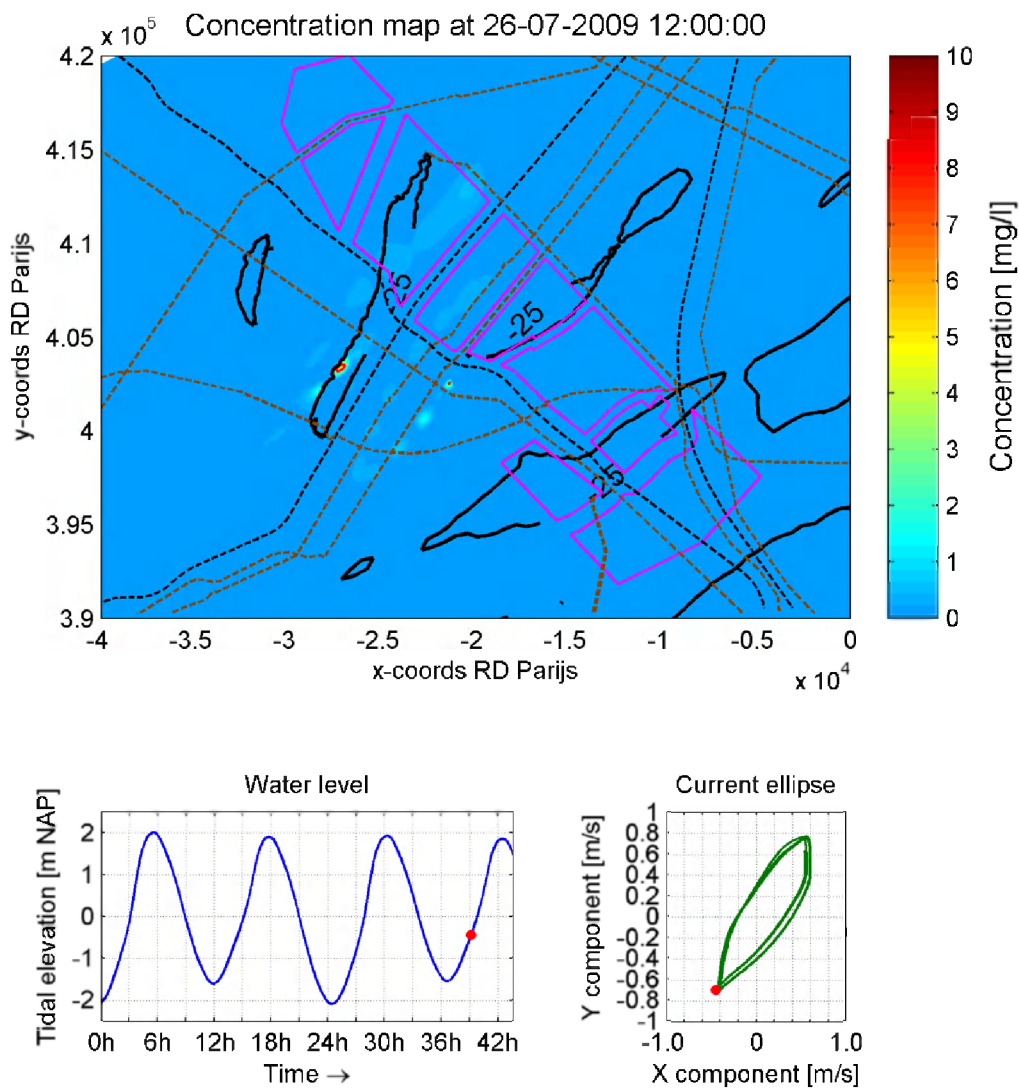 x 10⁵ Concentration map at 26-07-2009 12:00:00
4.2
4.15
4.1
4.05
4
3.95
3.9
y-coords RD Parijs
-4 -3.5 -3 -2.5 -2 -1.5 -1 -0.5 0
x-coords RD Parijs
x 10⁴
-25
-25
-25
10
9
8
7
6
5
4
3
2
1
0
Concentration [mg/l]
Water level
Tidal elevation [m NAP]
2
1
0
-1
-2
0h 6h 12h 18h 24h 30h 36h 42h
Time →
Current ellipse
Y component [m/s]
1
0.8
0.6
0.4
0.2
0
-0.2
-0.4
-0.6
-0.8
-1
-1.0 0 1.0
X component [m/s]